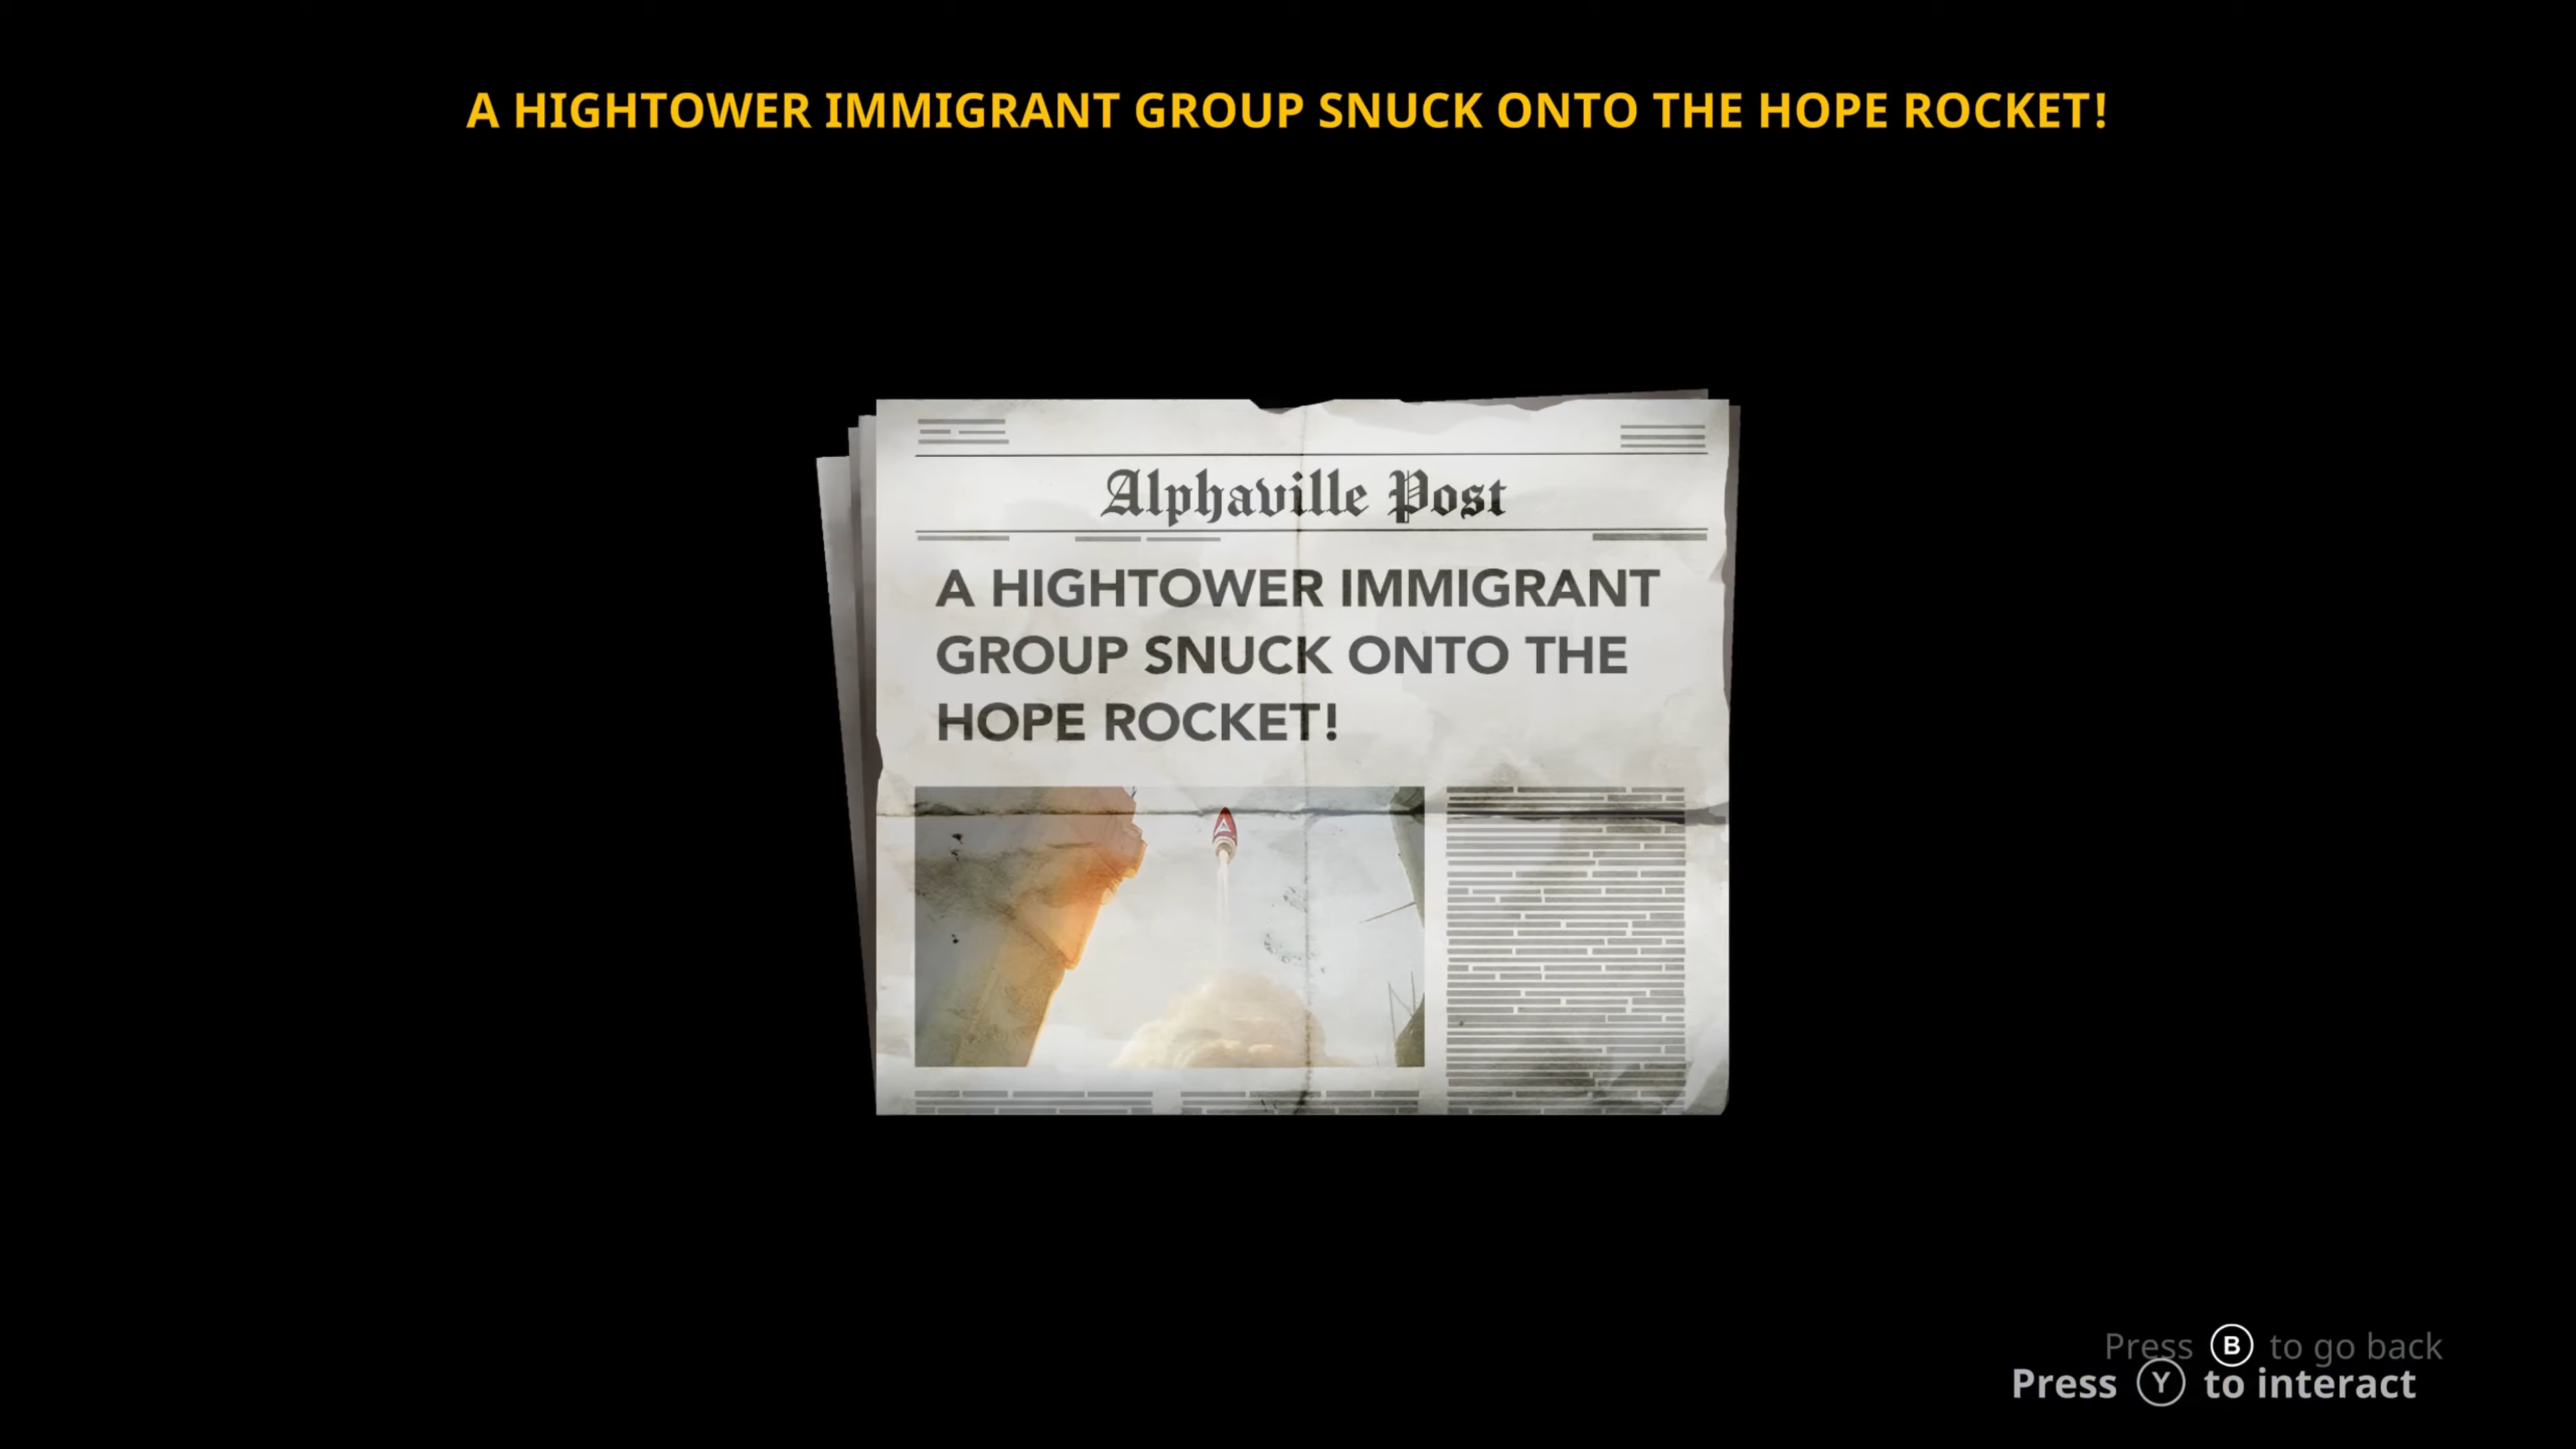 A HIGHTOWER IMMIGRANT GROUP SNUCK ONTO THE HOPE ROCKET!
Alphaville Post
A HIGHTOWER IMMIGRANT
GROUP SNUCK ONTO THE
HOPE ROCKET!
Press B to go back
Press Y to interact